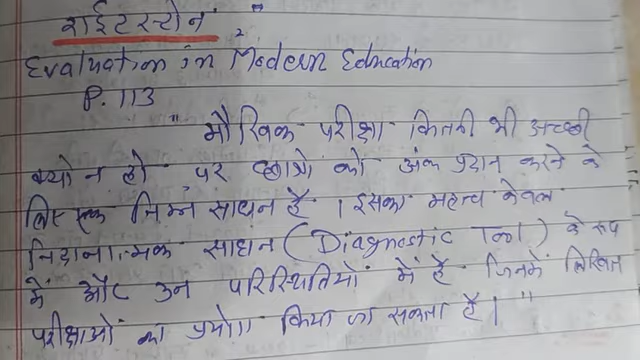 राईटस्टोन
Evaluation in Modern Education
P. 113
" मौखिक परीक्षा कितनी भी अच्छी
क्यो न हो पर छात्रो को अंक प्रदान करने के
लिए एक निम्न साधन है । इसका महत्व केवल
निदानात्मक साधन (Diagnostic Tool) के रूप
में और उन परिस्थितियों में है जिनमें लिखित
परीक्षाओं का प्रयोग किया जा सकता है। "